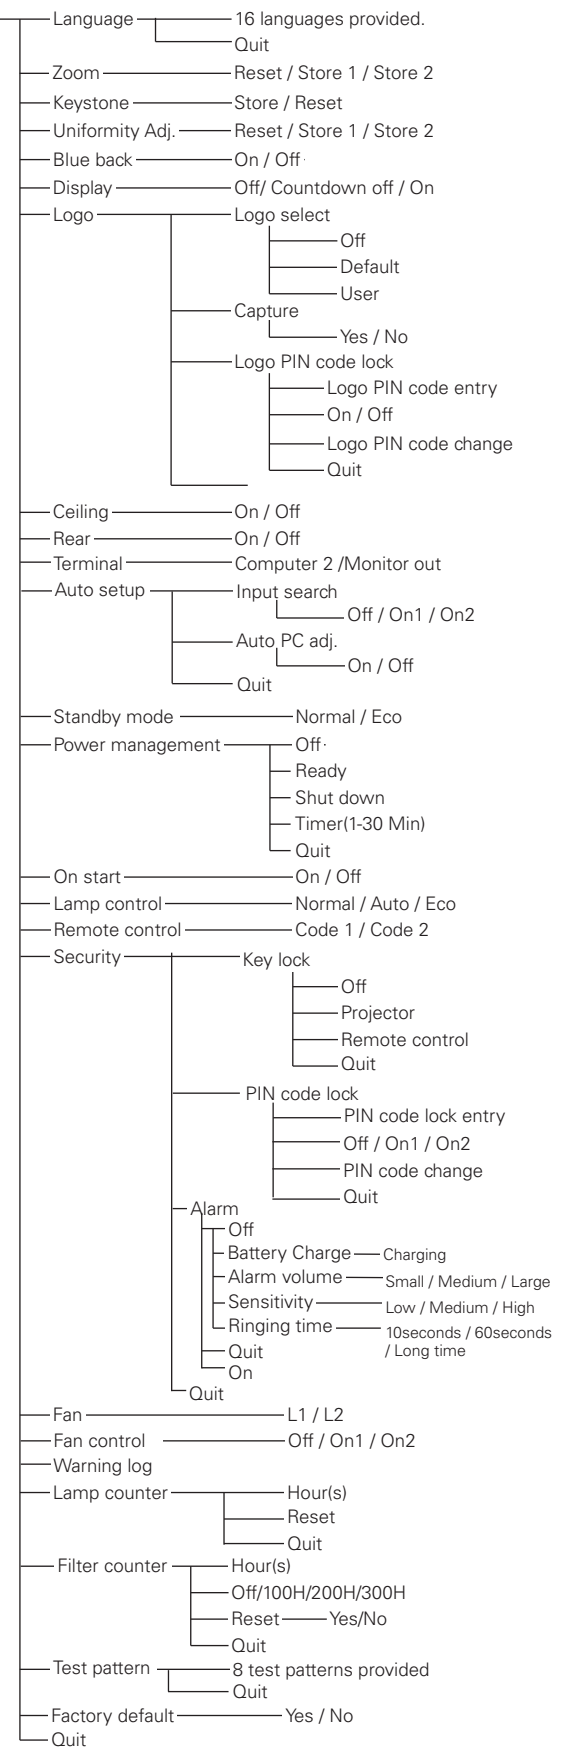 Language 16 languages provided.
Quit
Zoom Reset / Store 1 / Store 2
Keystone Store / Reset
Uniformity Adj. Reset / Store 1 / Store 2
Blue back On / Off
Display Off/ Countdown off / On
Logo Logo select
Off
Default
User
Capture
Yes / No
Logo PIN code lock
Logo PIN code entry
On / Off
Logo PIN code change
Quit
Ceiling On / Off
Rear On / Off
Terminal Computer 2 /Monitor out
Auto setup Input search
Off / On1 / On2
Auto PC adj.
On / Off
Quit
Standby mode Normal / Eco
Power management Off
Ready
Shut down
Timer(1-30 Min)
Quit
On start On / Off
Lamp control Normal / Auto / Eco
Remote control Code 1 / Code 2
Security Key lock
Off
Projector
Remote control
Quit
PIN code lock
PIN code lock entry
Off / On1 / On2
PIN code change
Quit
Alarm
Off
Battery Charge Charging
Alarm volume Small / Medium / Large
Sensitivity Low / Medium / High
Ringing time 10seconds / 60seconds
/ Long time
Quit
On
Quit
Fan L1 / L2
Fan control Off / On1 / On2
Warning log
Lamp counter Hour(s)
Reset
Quit
Filter counter Hour(s)
Off/100H/200H/300H
Reset Yes/No
Quit
Test pattern 8 test patterns provided
Quit
Factory default Yes / No
Quit